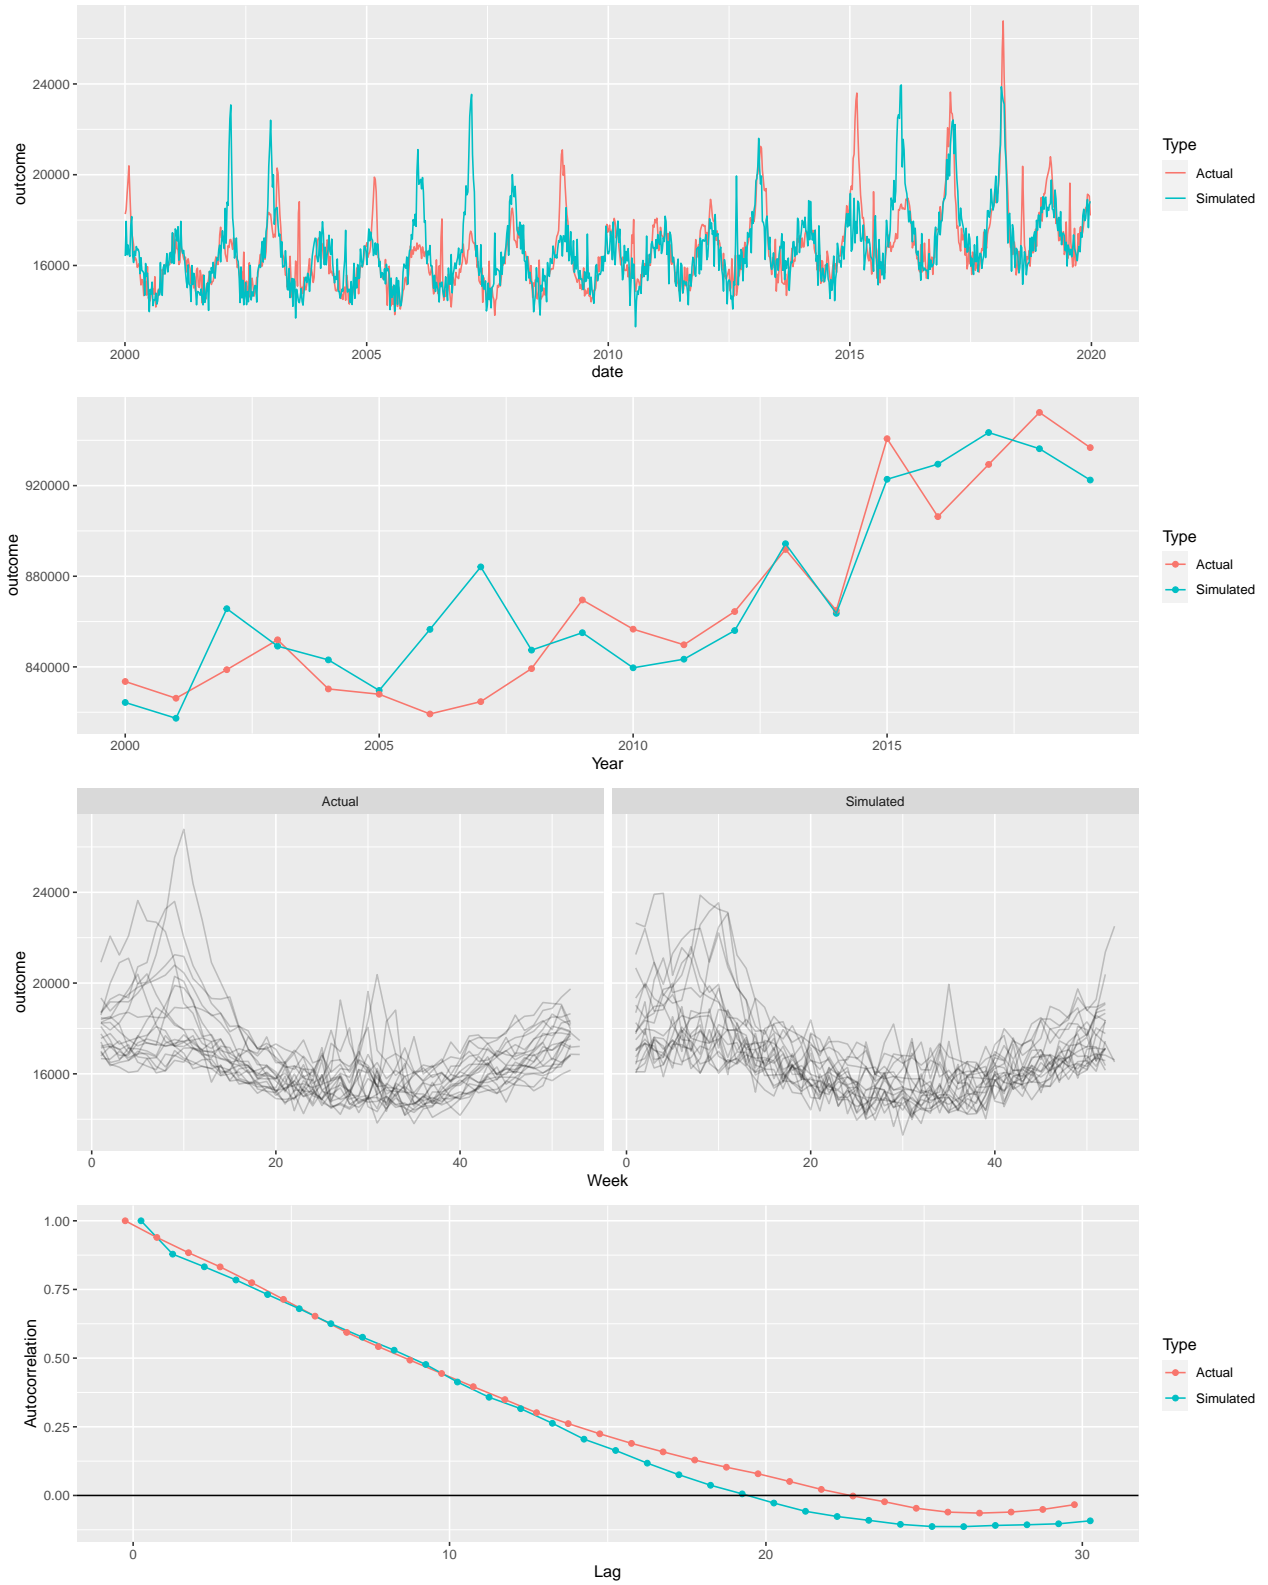 24000
20000
16000
outcome
2000 2005 2010 2015 2020
date
Type
Actual
Simulated
920000
880000
840000
outcome
2000 2005 2010 2015
Year
Type
Actual
Simulated
Actual Simulated
24000
20000
16000
outcome
0 20 40 0 20 40
Week
1.00
0.75
0.50
0.25
0.00
Autocorrelation
0 10 20 30
Lag
Type
Actual
Simulated